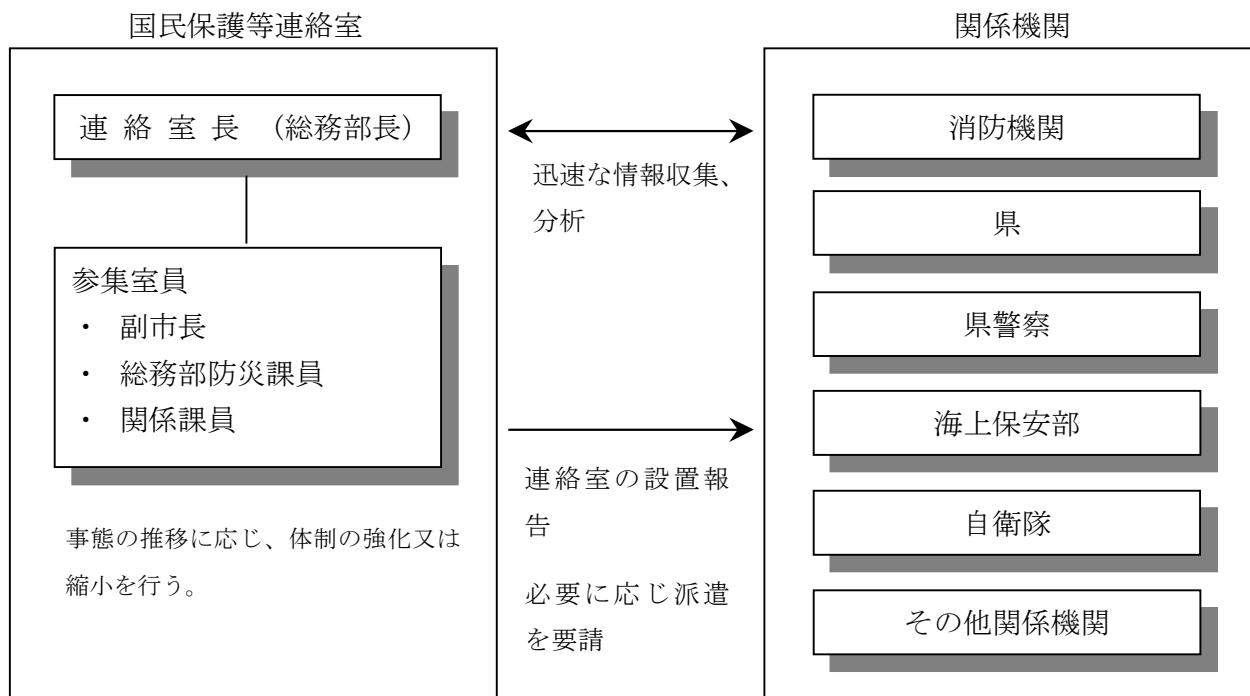 国民保護等連絡室
連絡室長 （総務部長）
参集室員
・ 副市長
・ 総務部防災課員
・ 関係課員
事態の推移に応じ、体制の強化又は
縮小を行う。
迅速な情報収集、
分析
連絡室の設置報
告
必要に応じ派遣
を要請
関係機関
消防機関
県
県警察
海上保安部
自衛隊
その他関係機関